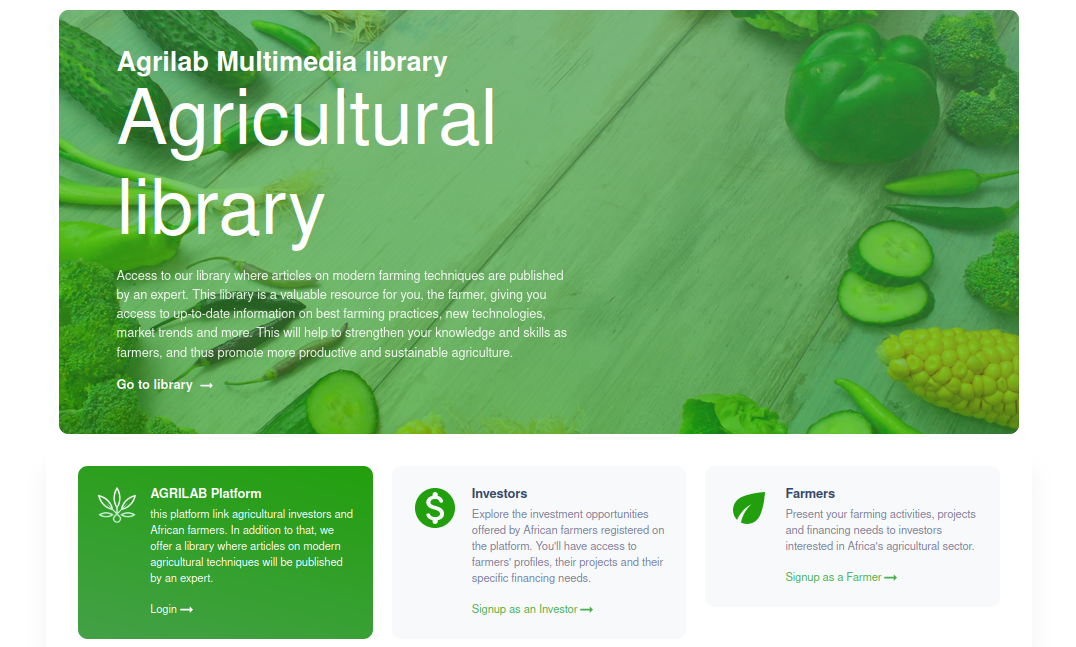 Agrilab Multimedia library
Agricultural
library
Access to our library where articles on modern farming techniques are published
by an expert. This library is a valuable resource for you, the farmer, giving you
access to up-to-date information on best farming practices, new technologies,
market trends and more. This will help to strengthen your knowledge and skills as
farmers, and thus promote more productive and sustainable agriculture.
Go to library →
AGRILAB Platform
this platform link agricultural investors and
African farmers. In addition to that, we
offer a library where articles on modern
agricultural techniques will be published
by an expert.
Login →
Investors
Explore the investment opportunities
offered by African farmers registered on
the platform. You'll have access to
farmers' profiles, their projects and their
specific financing needs.
Signup as an Investor →
Farmers
Present your farming activities, projects
and financing needs to investors
interested in Africa's agricultural sector.
Signup as a Farmer →